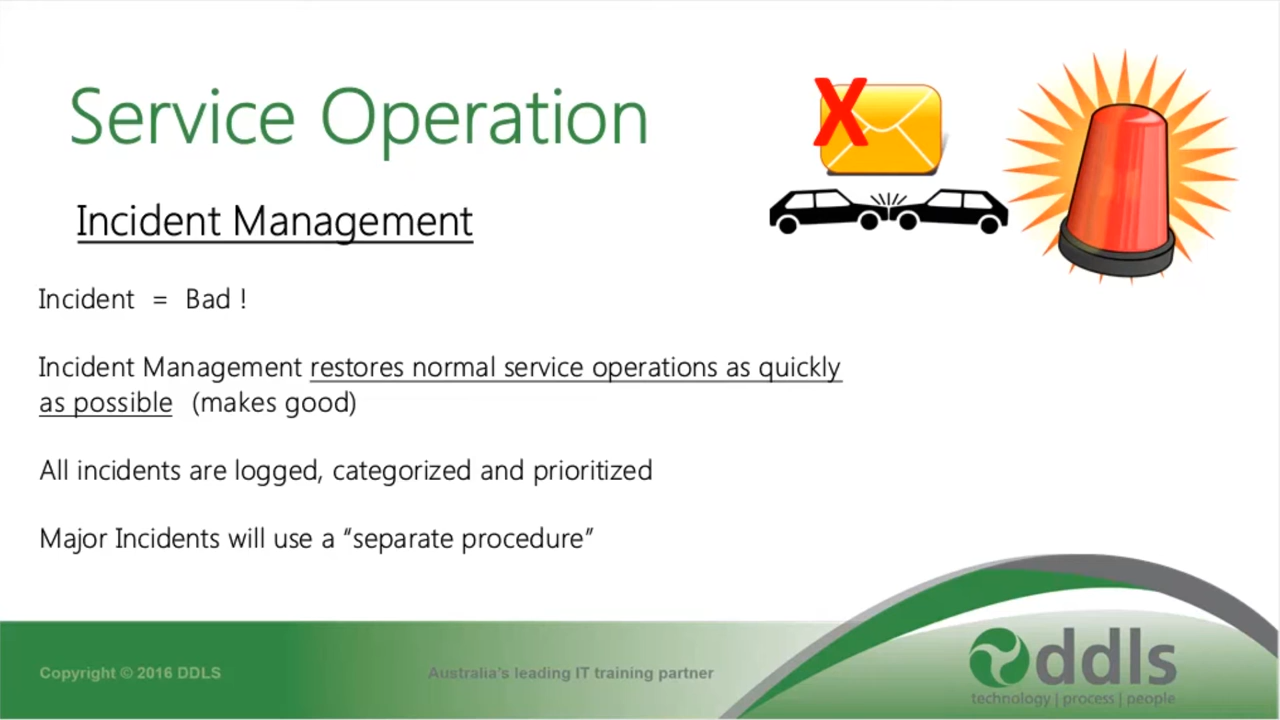 Service Operation
Incident Management
Incident = Bad !
Incident Management restores normal service operations as quickly
as possible (makes good)
All incidents are logged, categorized and prioritized
Major Incidents will use a “separate procedure”
Copyright © 2016 DDLS
Australia's leading IT training partner
ddls
technology | process | people